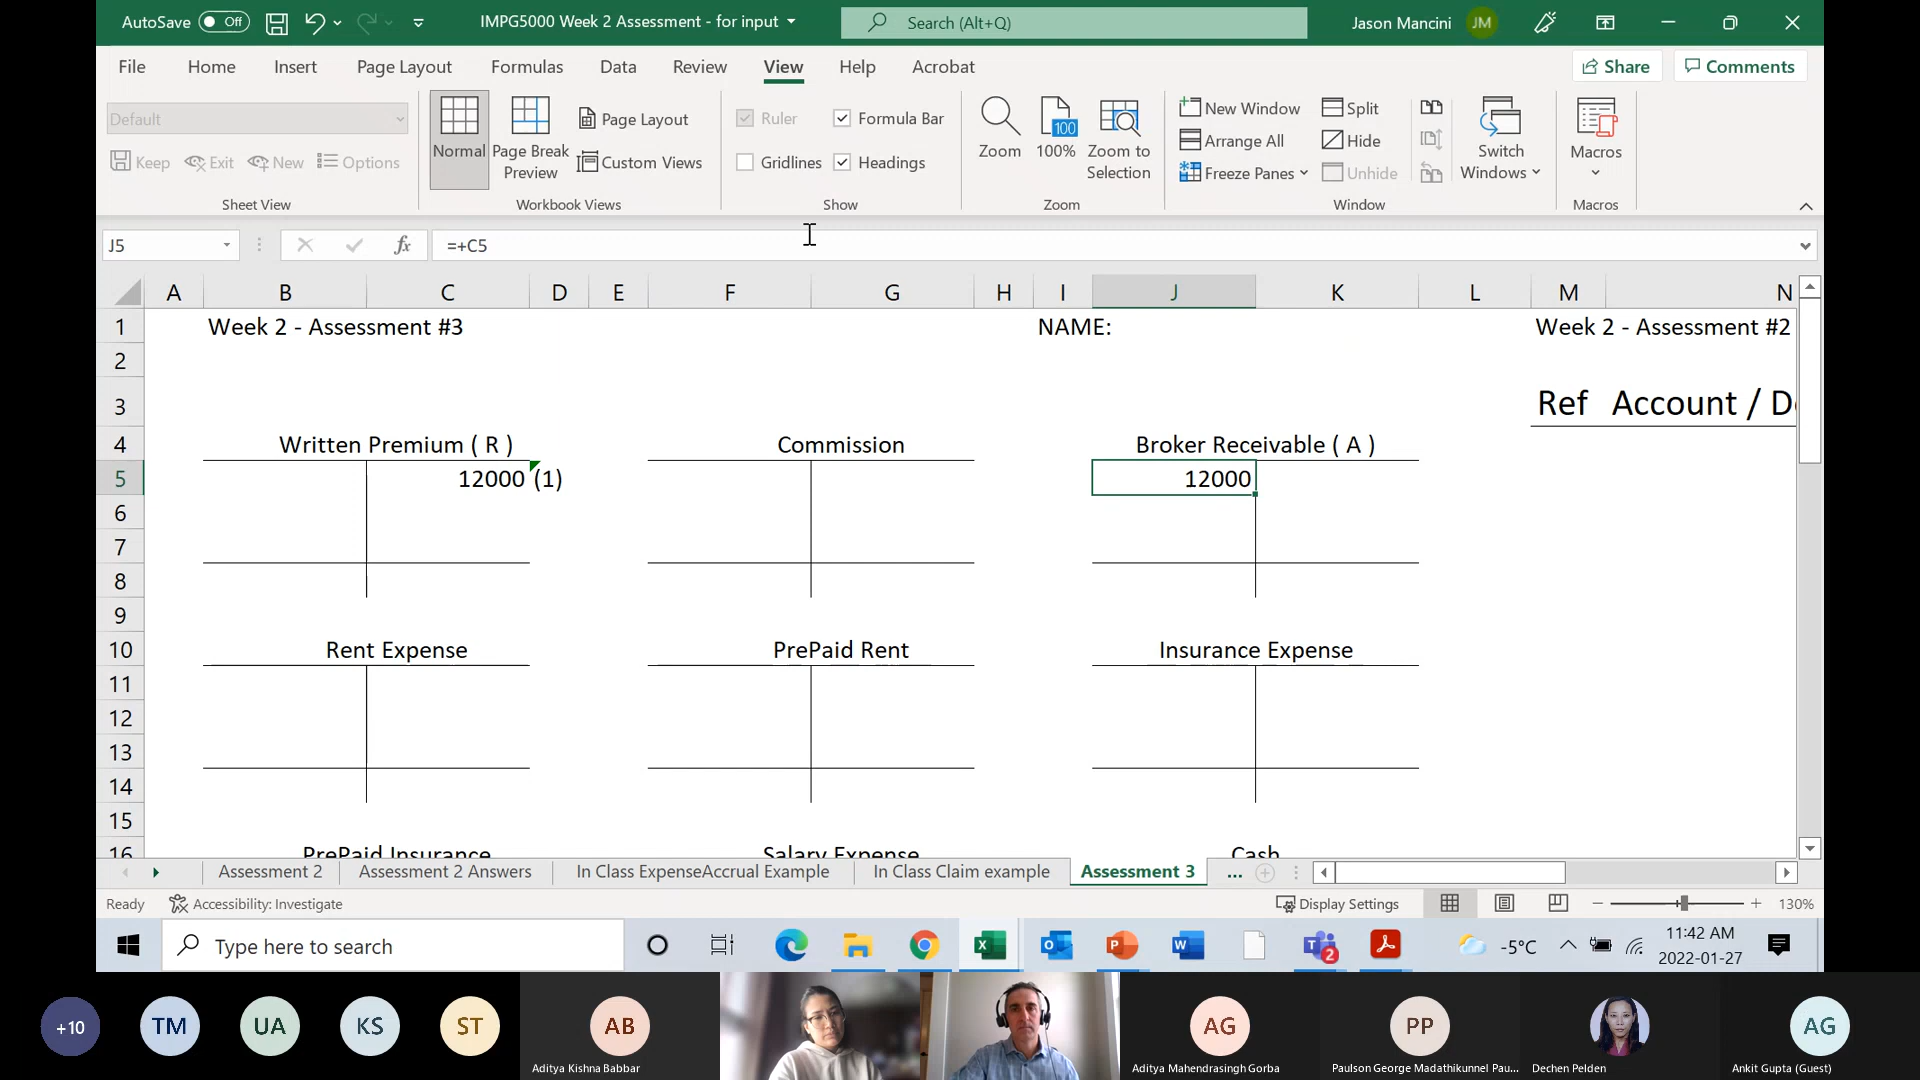 AutoSave Off
IMPG5000 Week 2 Assessment - for input
Search (Alt+Q)
Jason Mancini JM
File Home Insert Page Layout Formulas Data Review View Help Acrobat
Share Comments
Default
Keep Exit New Options
Sheet View
Normal
Page Break Preview
Page Layout
Custom Views
Workbook Views
Ruler Formula Bar
Gridlines Headings
Show
Zoom
100
100%
Zoom to Selection
Zoom
New Window
Arrange All
Freeze Panes
Split
Hide
Unhide
Switch Windows
Window
Macros
Macros
J5 fx =+C5
A B C D E F G H I J K L M N
1 Week 2 - Assessment #3 NAME: Week 2 - Assessment #2
2
3 Ref Account / D
4 Written Premium ( R ) Commission Broker Receivable ( A )
5 12000 (1) 12000
6
7
8
9
10 Rent Expense PrePaid Rent Insurance Expense
11
12
13
14
15
16 PrePaid Insurance Salary Expense Cash
Assessment 2 Assessment 2 Answers In Class ExpenseAccrual Example In Class Claim example Assessment 3 ...
Ready Accessibility: Investigate Display Settings 130%
Type here to search
2
-5°C
11:42 AM
2022-01-27
+10 TM UA KS ST AB AG PP AG
Aditya Kishna Babbar Aditya Mahendrasingh Gorba Paulson George Madathikunnel Pau... Dechen Pelden Ankit Gupta (Guest)